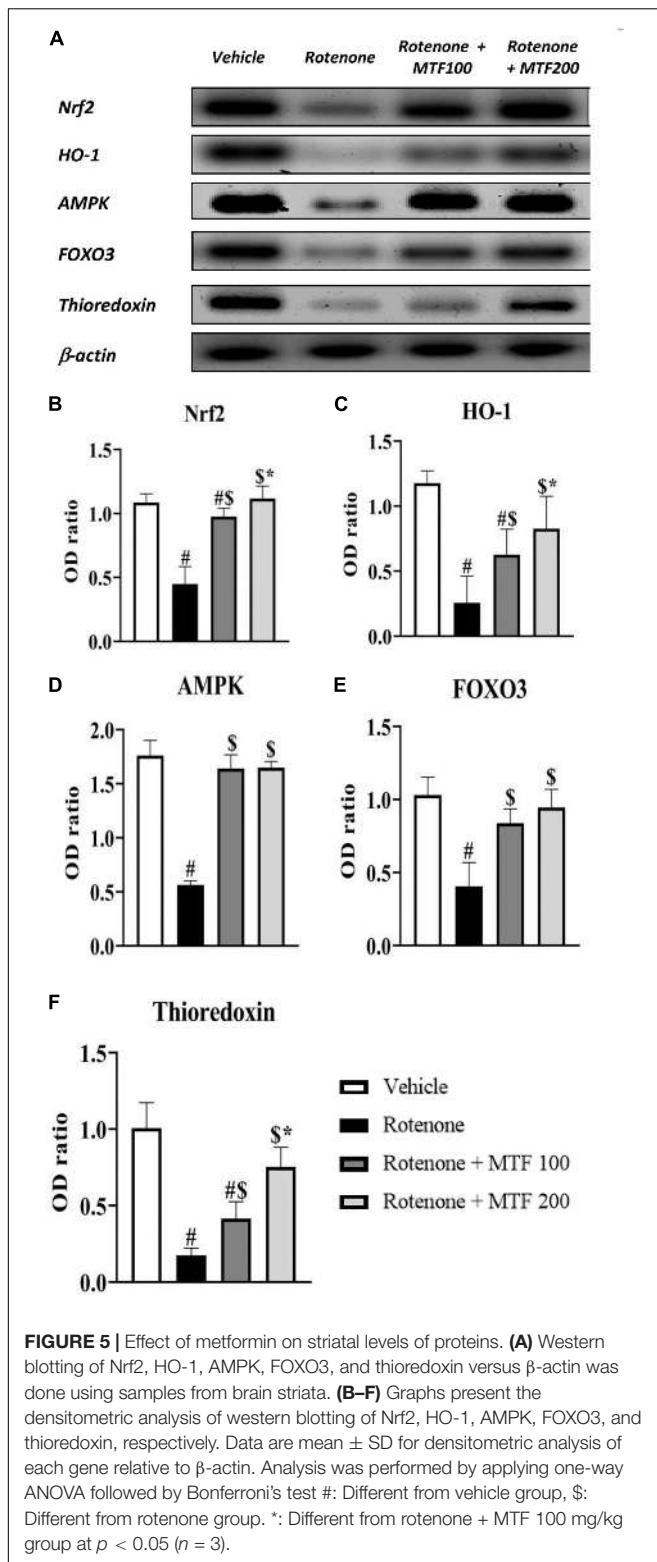 A
Vehicle Rotenone Rotenone + MTF100 Rotenone + MTF200
Nrf2
HO-1
AMPK
FOXO3
Thioredoxin
β-actin
B
Nrf2
OD ratio
1.5
1.0
0.5
0.0
#
#$
$*
C
HO-1
OD ratio
1.5
1.0
0.5
0.0
#
#$
$*
D
AMPK
OD ratio
2.0
1.5
1.0
0.5
0.0
#
$
$
E
FOXO3
OD ratio
1.5
1.0
0.5
0.0
#
$
$
F
Thioredoxin
OD ratio
1.5
1.0
0.5
0.0
#
#$
$*
Vehicle
Rotenone
Rotenone + MTF 100
Rotenone + MTF 200
FIGURE 5 | Effect of metformin on striatal levels of proteins. (A) Western
blotting of Nrf2, HO-1, AMPK, FOXO3, and thioredoxin versus β-actin was
done using samples from brain striata. (B–F) Graphs present the
densitometric analysis of western blotting of Nrf2, HO-1, AMPK, FOXO3, and
thioredoxin, respectively. Data are mean ± SD for densitometric analysis of
each gene relative to β-actin. Analysis was performed by applying one-way
ANOVA followed by Bonferroni's test #: Different from vehicle group, $:
Different from rotenone group. *: Different from rotenone + MTF 100 mg/kg
group at p < 0.05 (n = 3).